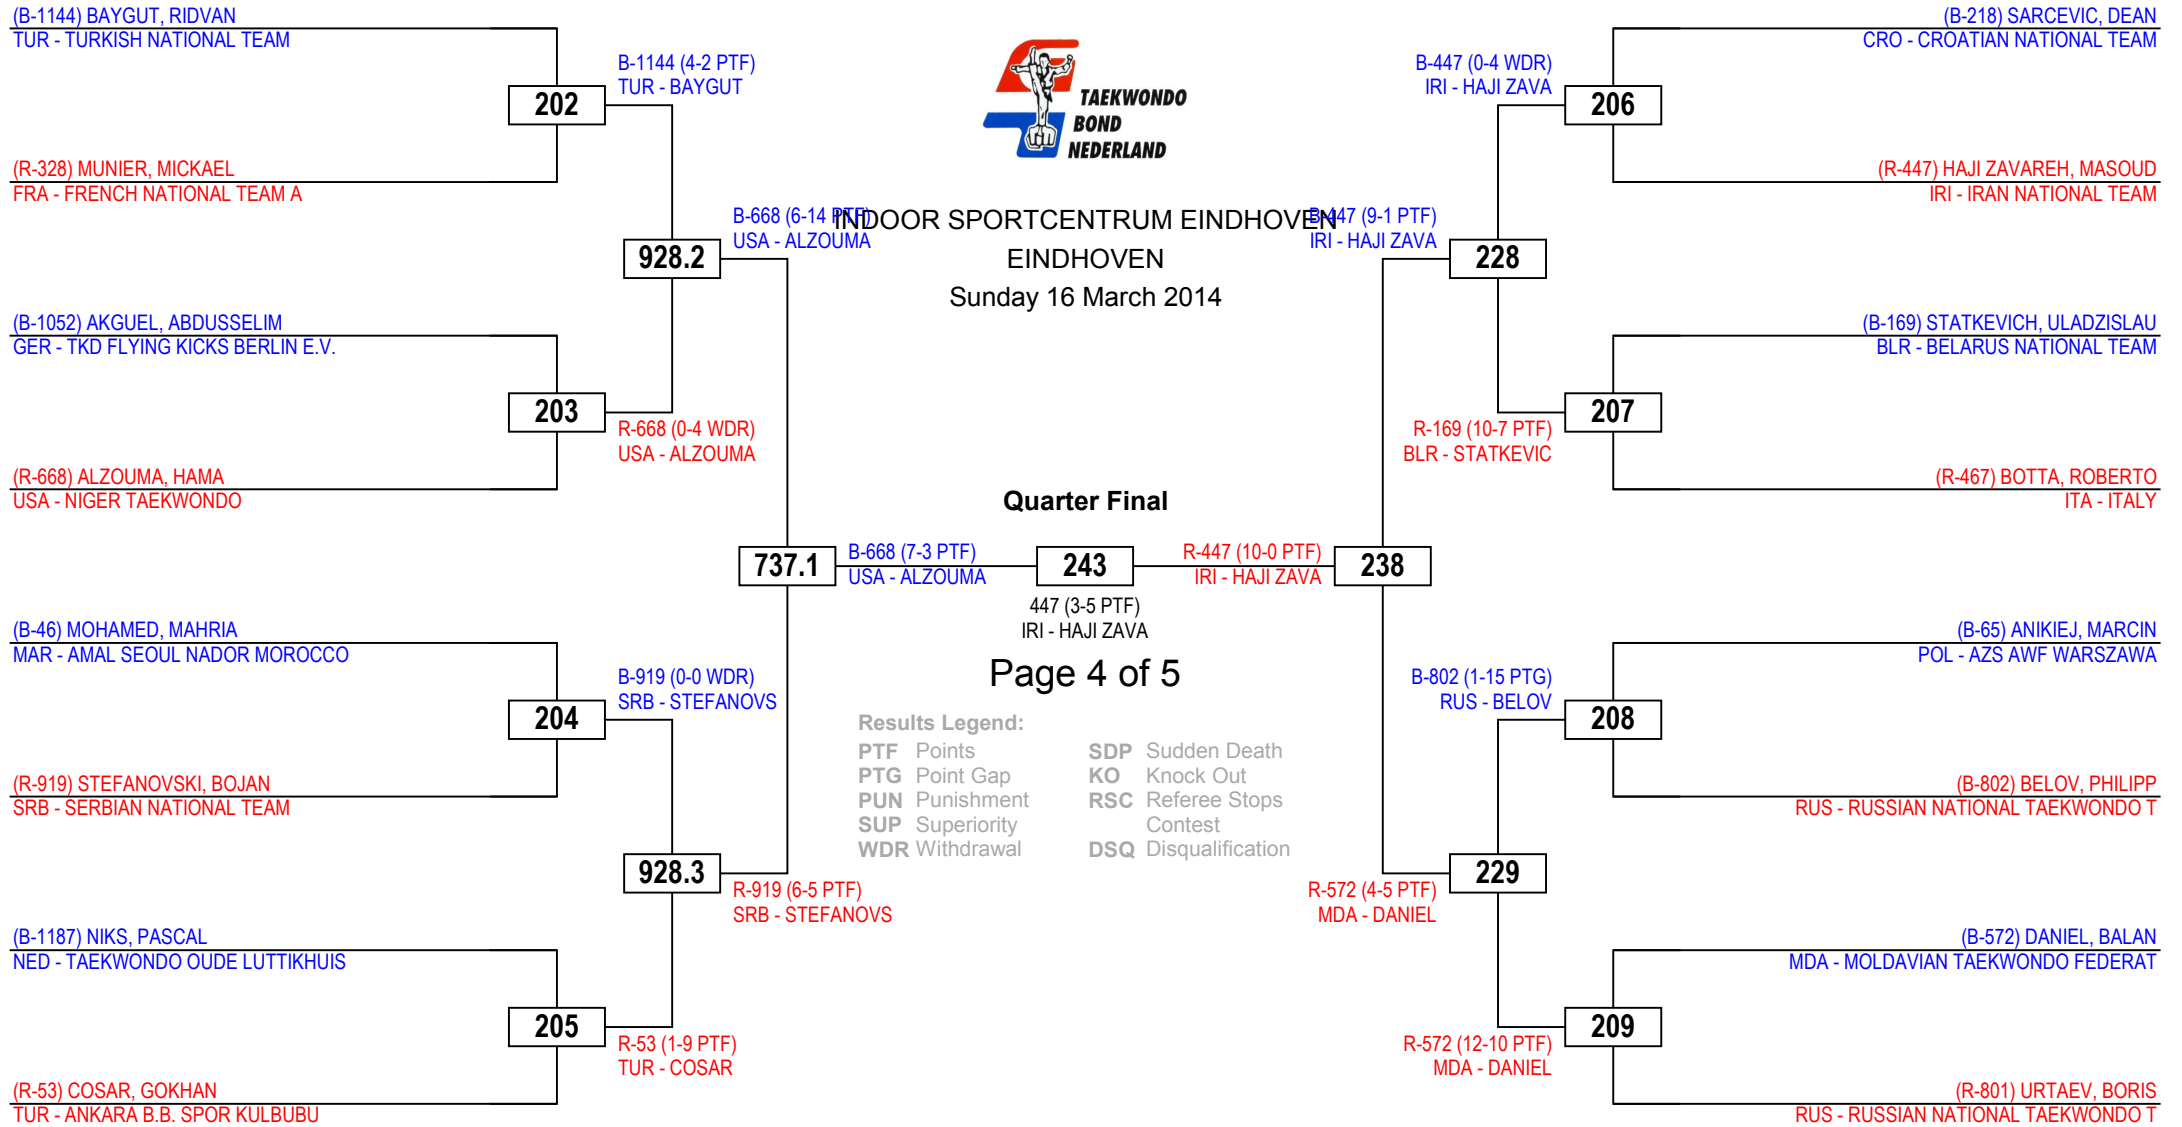 (B-1144) BAYGUT, RIDVAN
TUR - TURKISH NATIONAL TEAM
B-1144 (4-2 PTF)
TUR - BAYGUT
202
(R-328) MUNIER, MICKAEL
FRA - FRENCH NATIONAL TEAM A
B-668 (6-14 PTF)
USA - ALZOUMA
928.2
(B-1052) AKGUEL, ABDUSSELIM
GER - TKD FLYING KICKS BERLIN E.V.
203
R-668 (0-4 WDR)
USA - ALZOUMA
(R-668) ALZOUMA, HAMA
USA - NIGER TAEKWONDO
737.1
B-668 (7-3 PTF)
USA - ALZOUMA
(B-46) MOHAMED, MAHRIA
MAR - AMAL SEOUL NADOR MOROCCO
B-919 (0-0 WDR)
SRB - STEFANOVS
204
(R-919) STEFANOVSKI, BOJAN
SRB - SERBIAN NATIONAL TEAM
928.3
R-919 (6-5 PTF)
SRB - STEFANOVS
(B-1187) NIKS, PASCAL
NED - TAEKWONDO OUDE LUTTIKHUIS
205
R-53 (1-9 PTF)
TUR - COSAR
(R-53) COSAR, GOKHAN
TUR - ANKARA B.B. SPOR KULBUBU
TAEKWONDO
BOND
NEDERLAND
INDOOR SPORTCENTRUM EINDHOVEN
EINDHOVEN
Sunday 16 March 2014
Quarter Final
243
447 (3-5 PTF)
IRI - HAJI ZAVA
Page 4 of 5
Results Legend:
PTF Points
PTG Point Gap
PUN Punishment
SUP Superiority
WDR Withdrawal
SDP Sudden Death
KO Knock Out
RSC Referee Stops
Contest
DSQ Disqualification
(B-218) SARCEVIC, DEAN
CRO - CROATIAN NATIONAL TEAM
B-447 (0-4 WDR)
IRI - HAJI ZAVA
206
(R-447) HAJI ZAVAREH, MASOUD
IRI - IRAN NATIONAL TEAM
B-447 (9-1 PTF)
IRI - HAJI ZAVA
228
(B-169) STATKEVICH, ULADZISLAU
BLR - BELARUS NATIONAL TEAM
207
R-169 (10-7 PTF)
BLR - STATKEVIC
(R-467) BOTTA, ROBERTO
ITA - ITALY
R-447 (10-0 PTF)
IRI - HAJI ZAVA
238
(B-65) ANIKIEJ, MARCIN
POL - AZS AWF WARSZAWA
B-802 (1-15 PTG)
RUS - BELOV
208
(B-802) BELOV, PHILIPP
RUS - RUSSIAN NATIONAL TAEKWONDO T
229
R-572 (4-5 PTF)
MDA - DANIEL
(B-572) DANIEL, BALAN
MDA - MOLDAVIAN TAEKWONDO FEDERAT
209
R-572 (12-10 PTF)
MDA - DANIEL
(R-801) URTAEV, BORIS
RUS - RUSSIAN NATIONAL TAEKWONDO T